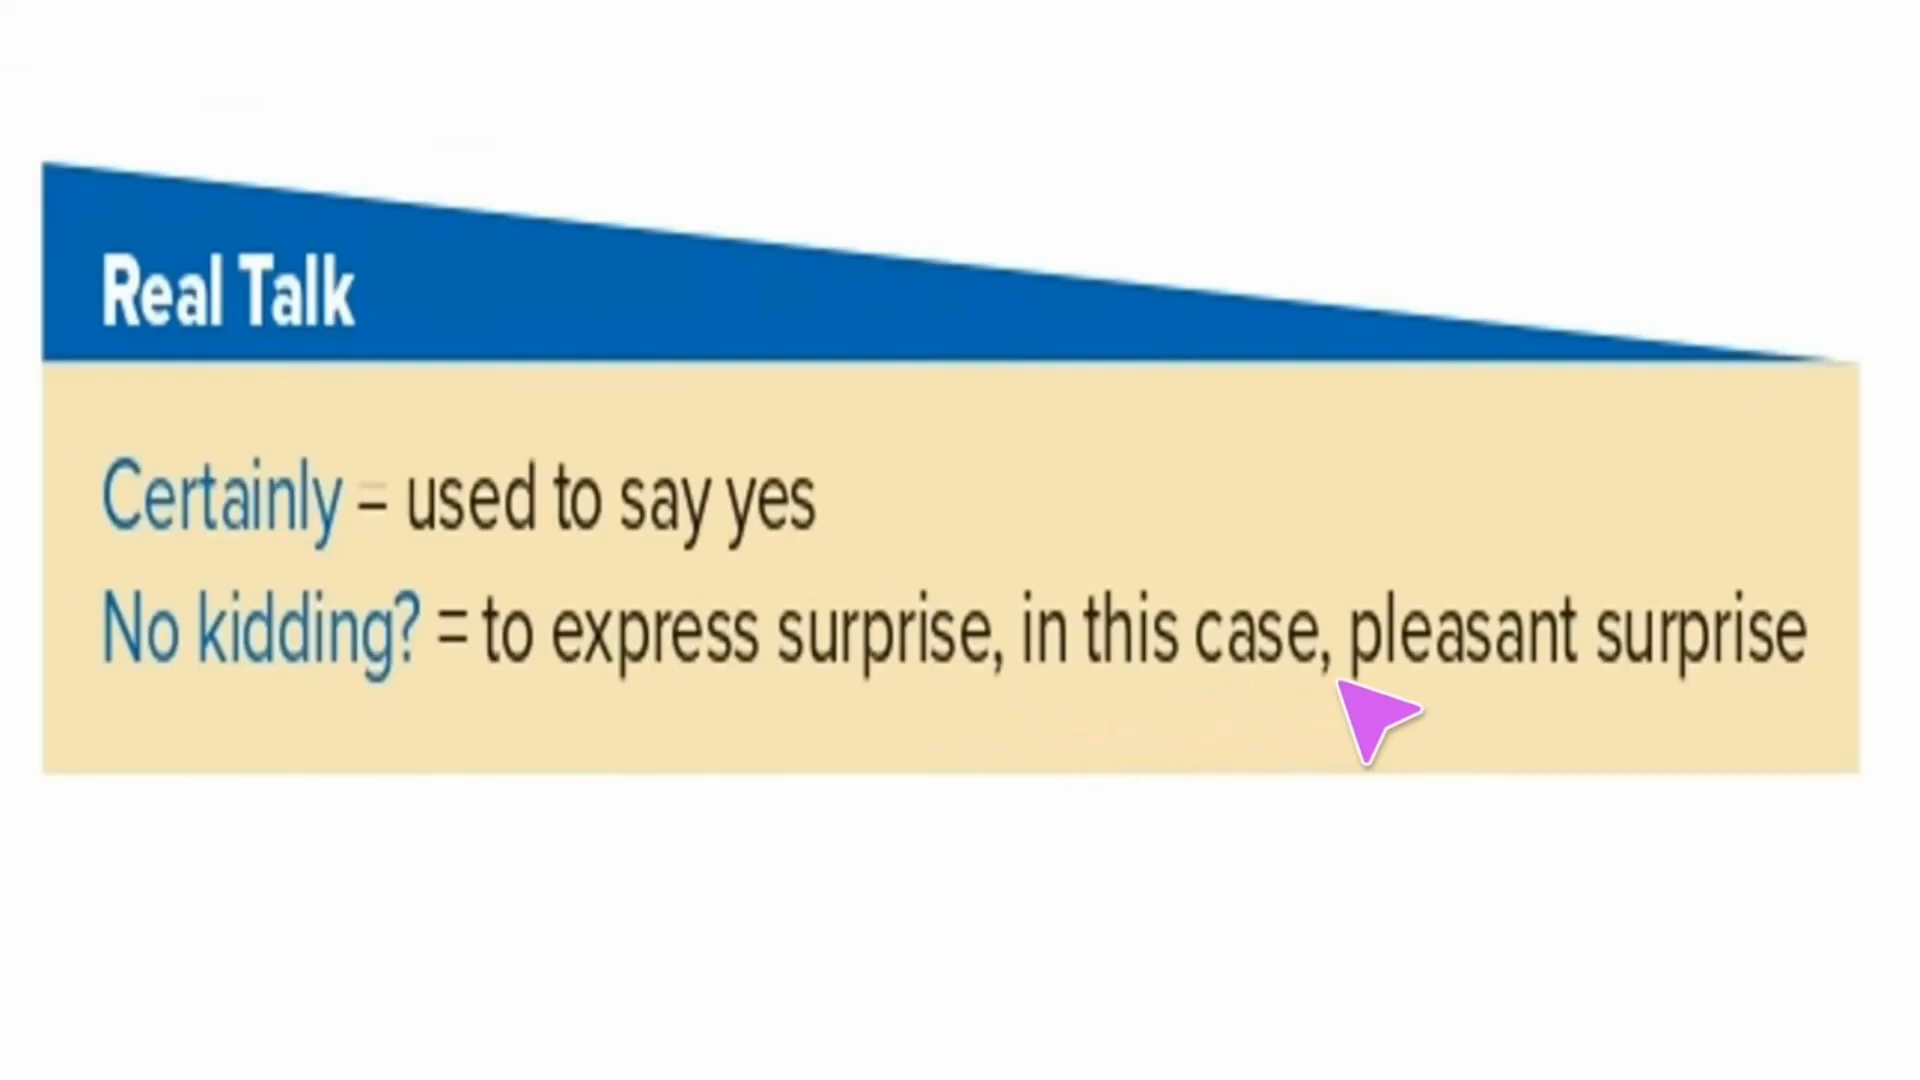 Real Talk
Certainly = used to say yes
No kidding? = to express surprise, in this case, pleasant surprise